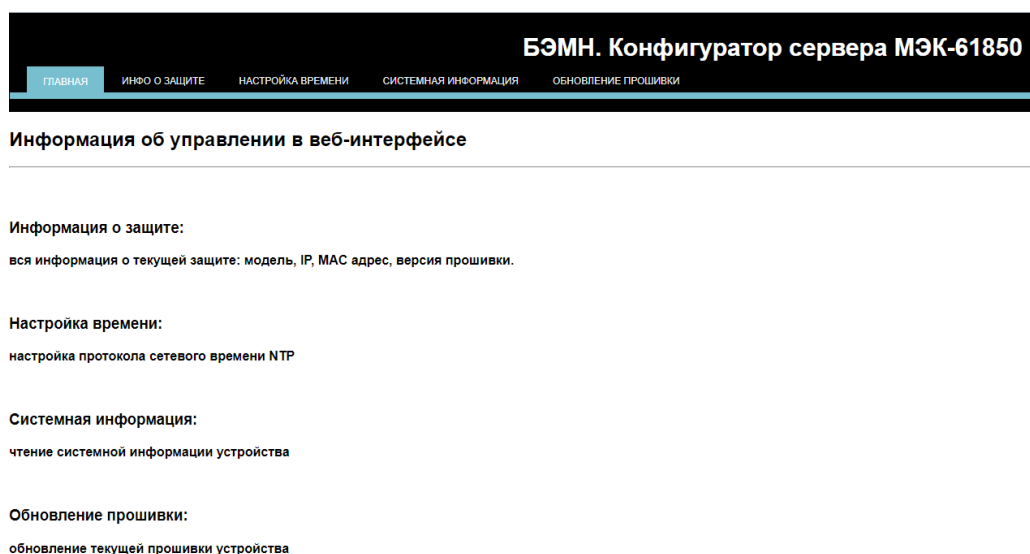 БЭМН. Конфигуратор сервера МЭК-61850
ГЛАВНАЯ ИНФО О ЗАЩИТЕ НАСТРОЙКА ВРЕМЕНИ СИСТЕМНАЯ ИНФОРМАЦИЯ ОБНОВЛЕНИЕ ПРОШИВКИ
Информация об управлении в веб-интерфейсе
Информация о защите:
вся информация о текущей защите: модель, IP, MAC адрес, версия прошивки.
Настройка времени:
настройка протокола сетевого времени NTP
Системная информация:
чтение системной информации устройства
Обновление прошивки:
обновление текущей прошивки устройства